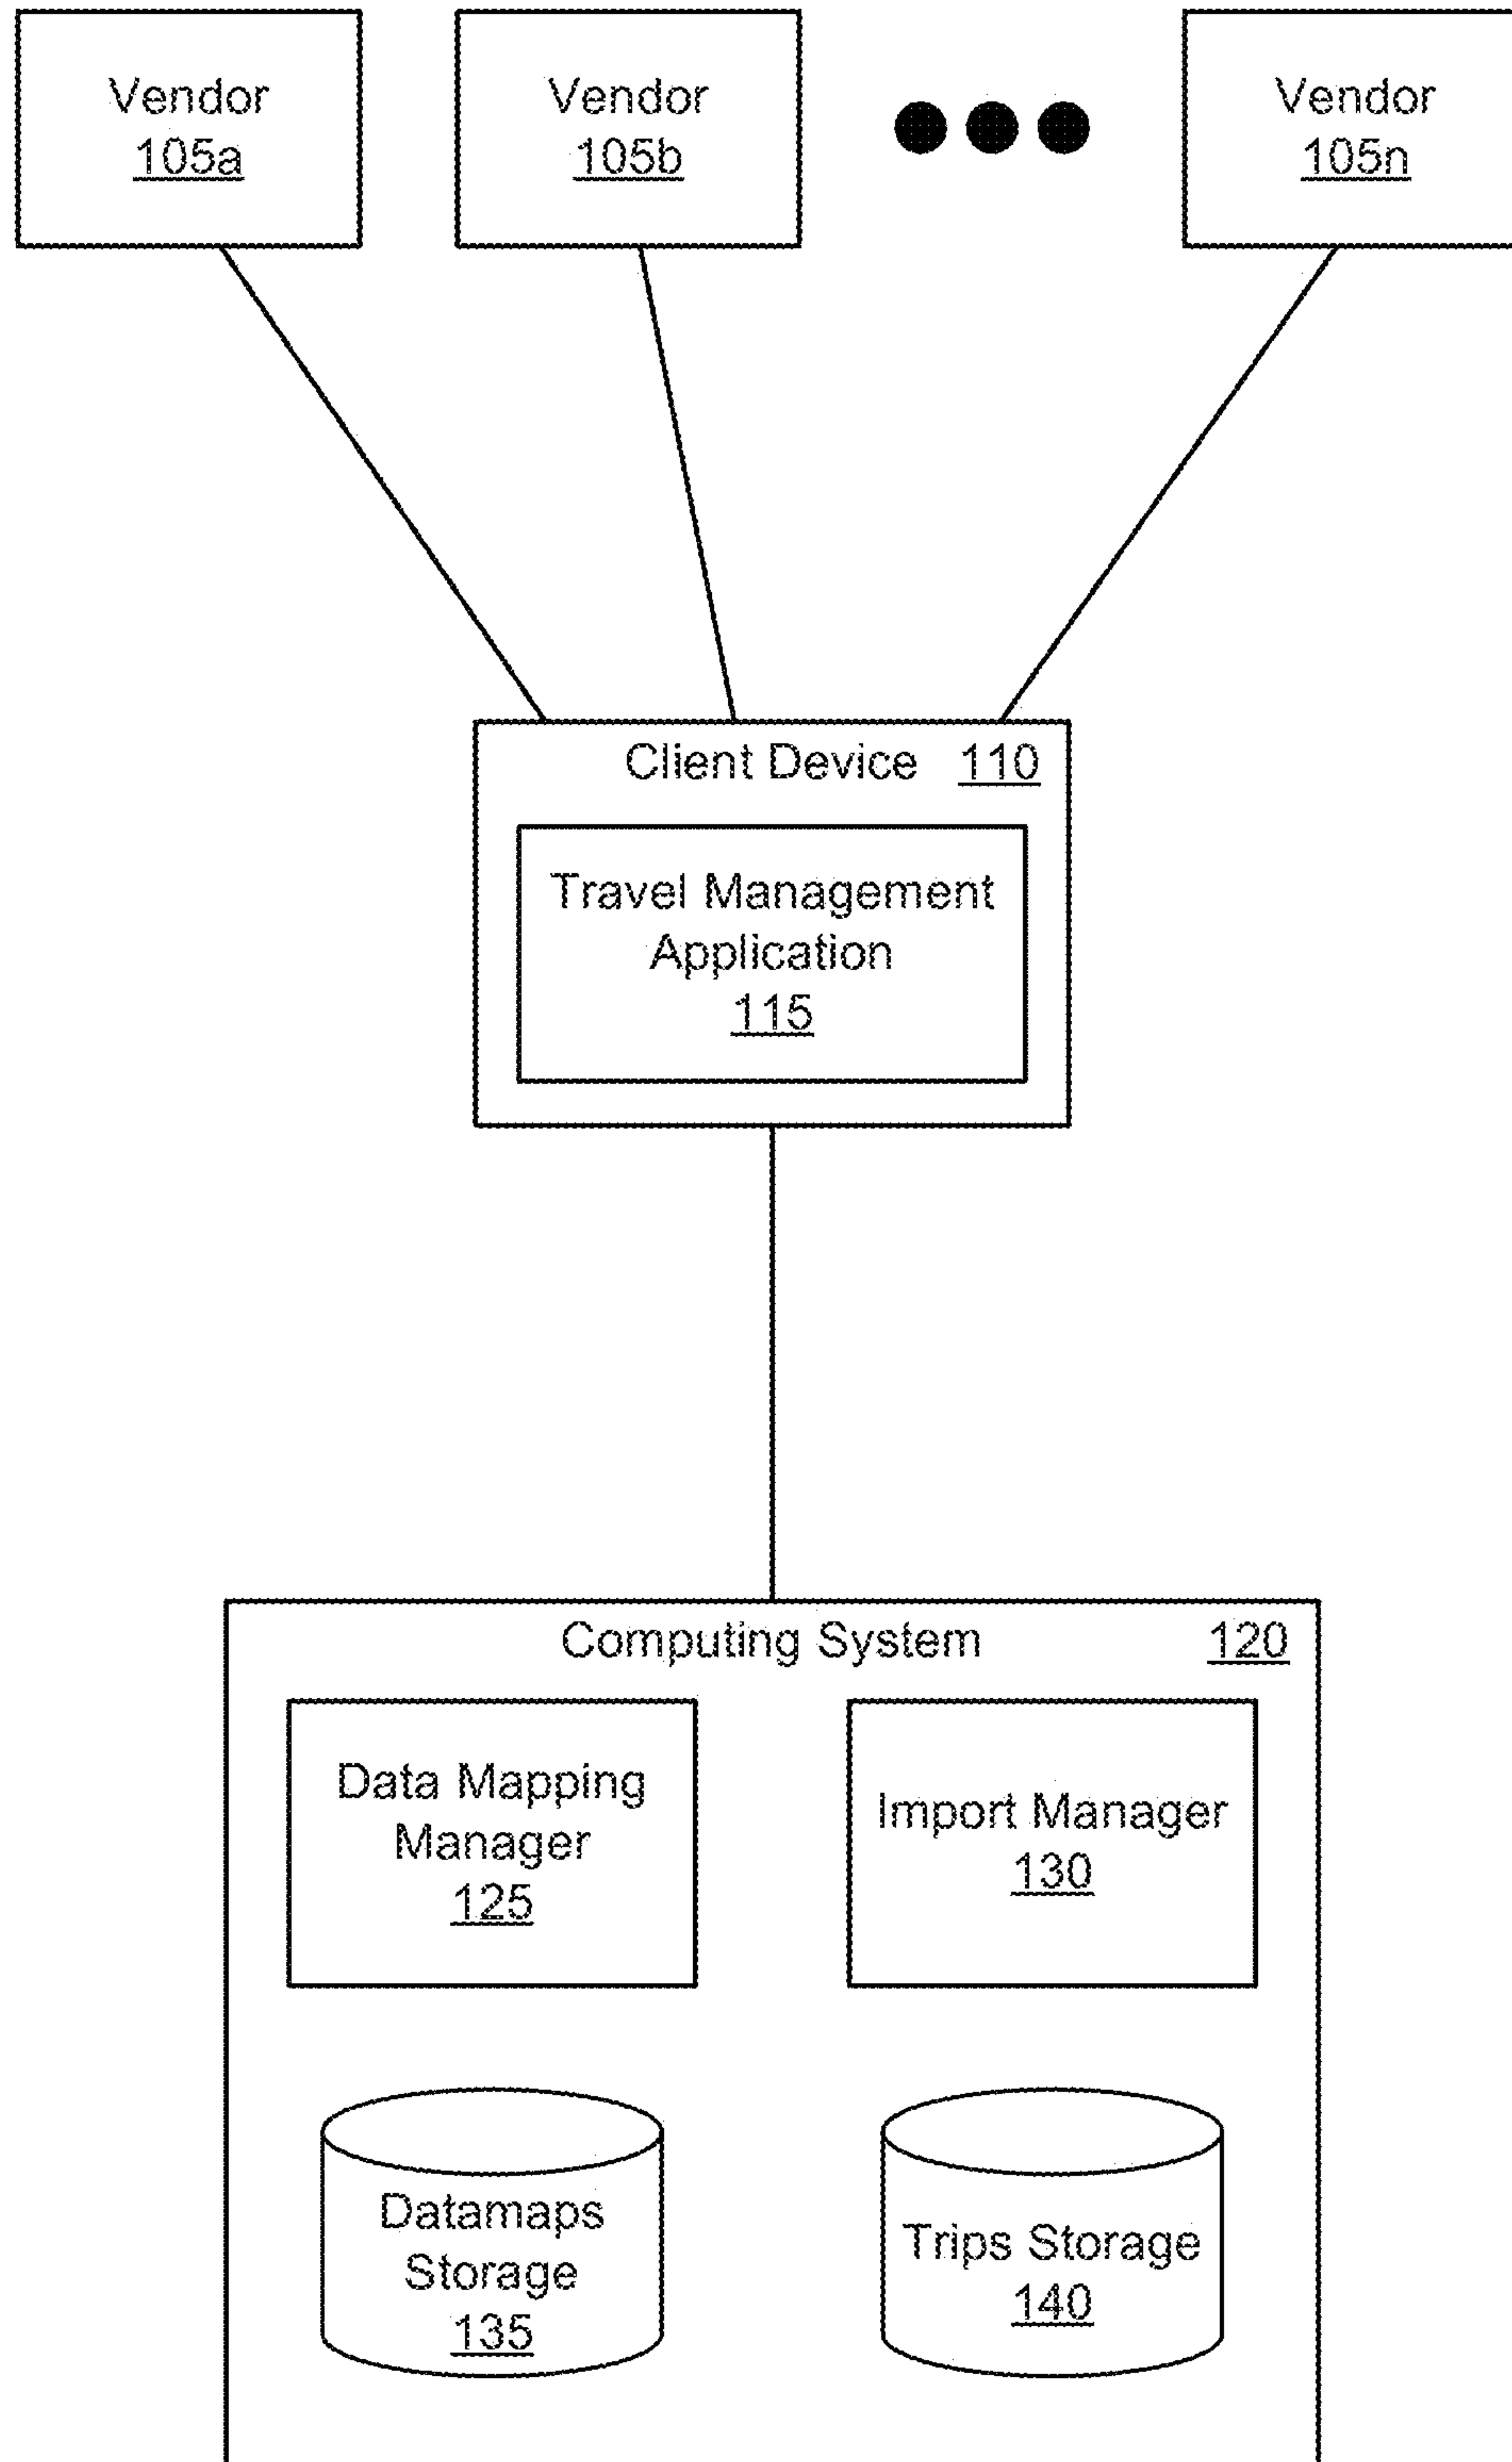 Vendor
105a
Vendor
105b
Vendor
105n
Client Device 110
Travel Management
Application
115
Computing System 120
Data Mapping
Manager
125
Import Manager
130
Datamaps
Storage
135
Trips Storage
140